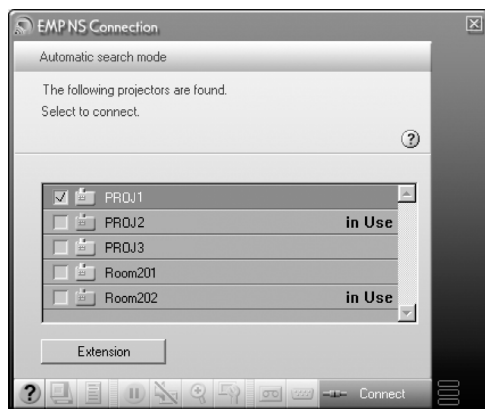 EMP NS Connection
Automatic search mode
The following projectors are found.
Select to connect.
?
PROJ1
PROJ2 in Use
PROJ3
Room201
Room202 in Use
Extension
? Connect